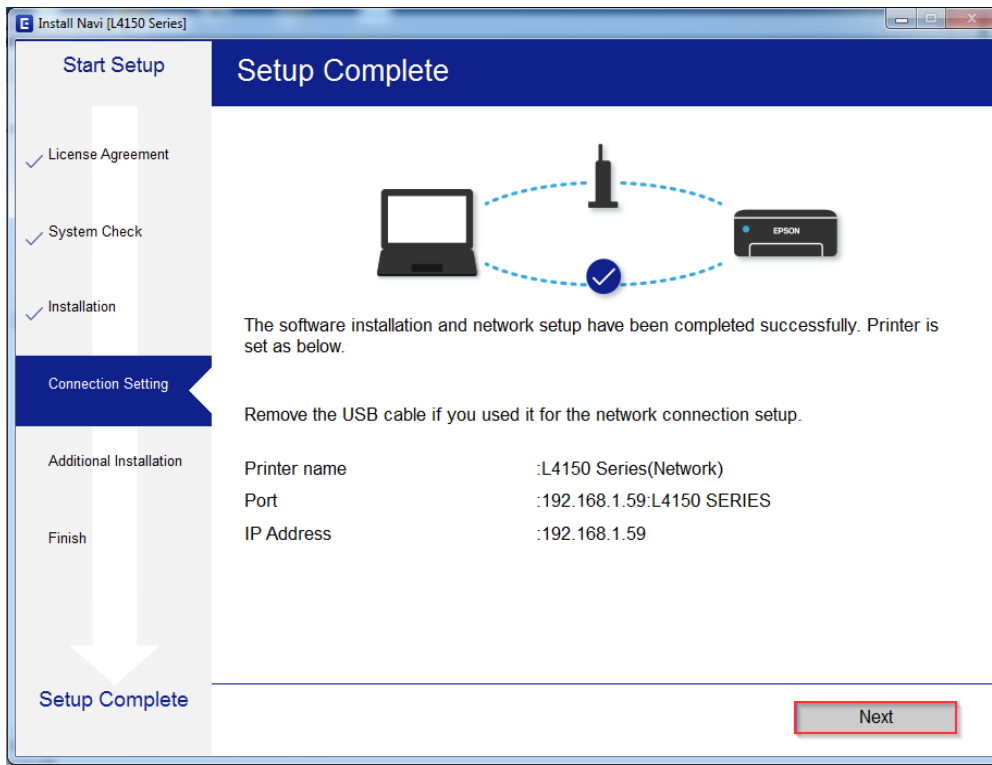 Install Navi [L4150 Series]
Start Setup
License Agreement
System Check
Installation
Connection Setting
Additional Installation
Finish
Setup Complete
Setup Complete
EPSON
The software installation and network setup have been completed successfully. Printer is
set as below.
Remove the USB cable if you used it for the network connection setup.
Printer name :L4150 Series(Network)
Port :192.168.1.59:L4150 SERIES
IP Address :192.168.1.59
Next